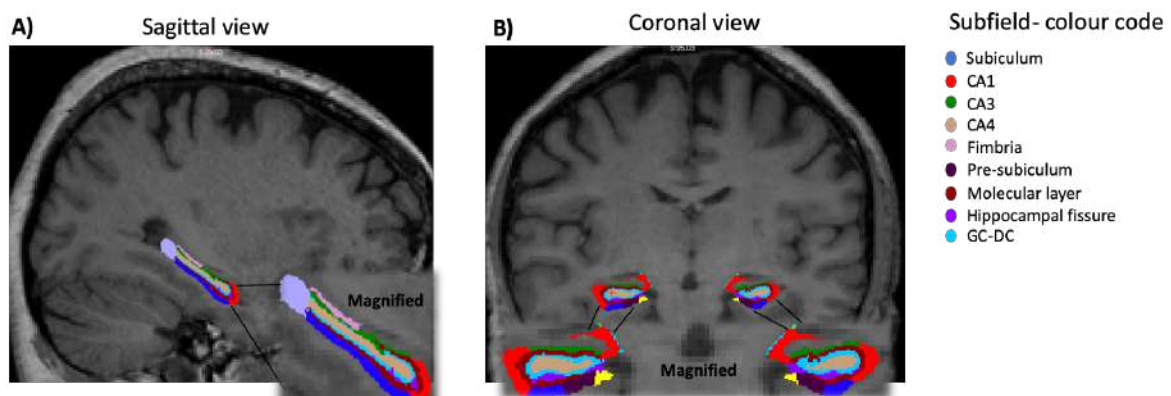 A)
Sagittal view
B)
Coronal view
Subfield- colour code
Subiculum
CA1
CA3
CA4
Fimbria
Pre-subiculum
Molecular layer
Hippocampal fissure
GC-DC
Magnified
Magnified